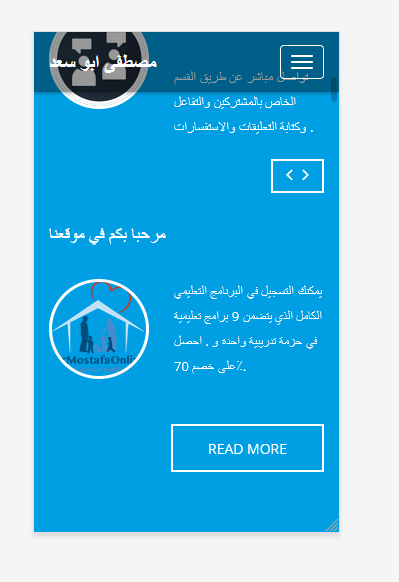 مصطفى ابو سعد
تواصل مباشر عن طريق القسم
الخاص بالمشتركين والتفاعل
وكتابة التعليقات والاستفسارات .
مرحبا بكم في موقعنا
يمكنك التسجيل في البرنامج التعليمي
الكامل الذي يتضمن 9 برامج تعليمية
في حزمة تدريبية واحدة و . احصل
على خصم 70٪.
MostafaOnli
READ MORE